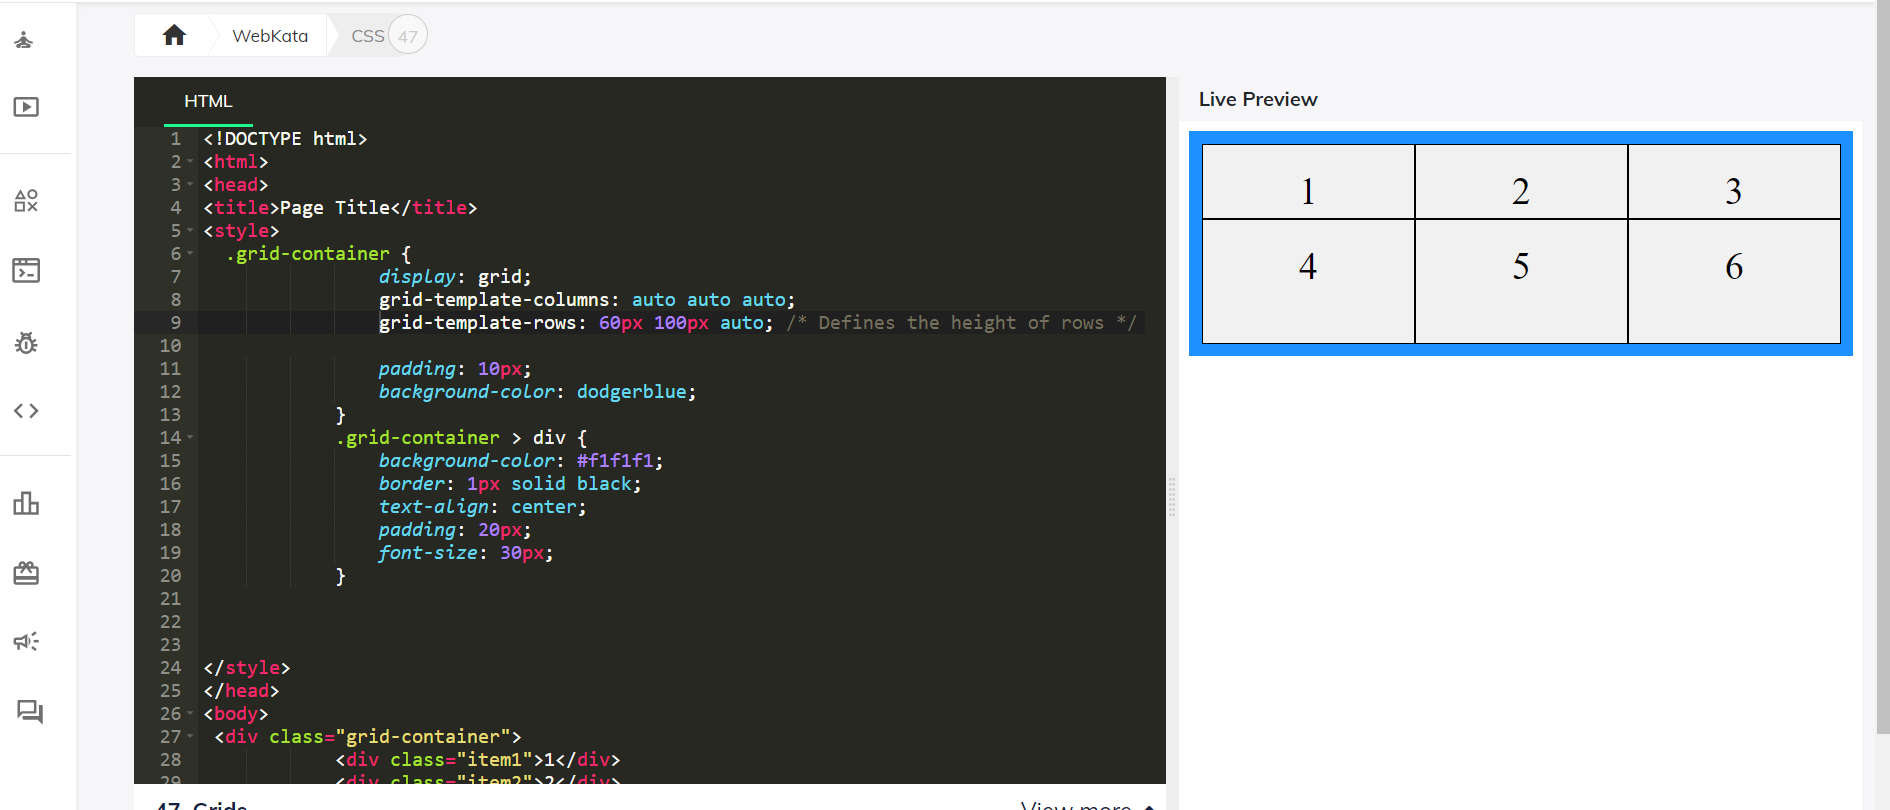 WebKata
CSS 47
HTML
1 <!DOCTYPE html>
2 <html>
3 <head>
4 <title>Page Title</title>
5 <style>
6 .grid-container {
7 display: grid;
8 grid-template-columns: auto auto auto;
9 grid-template-rows: 60px 100px auto; /* Defines the height of rows */
10
11 padding: 10px;
12 background-color: dodgerblue;
13 }
14 .grid-container > div {
15 background-color: #f1f1f1;
16 border: 1px solid black;
17 text-align: center;
18 padding: 20px;
19 font-size: 30px;
20 }
21
22
23
24 </style>
25 </head>
26 <body>
27 <div class="grid-container">
28 <div class="item1">1</div>
29 <div class="item2">2</div>
47. Grids
View more
Live Preview
1 2 3
4 5 6